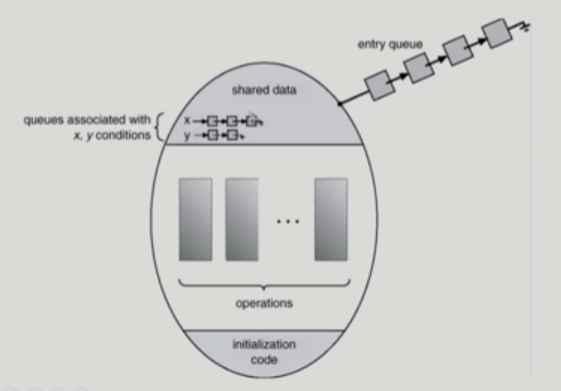 entry queue
shared data
queues associated with
x, y conditions
x
y
...
operations
initialization
code